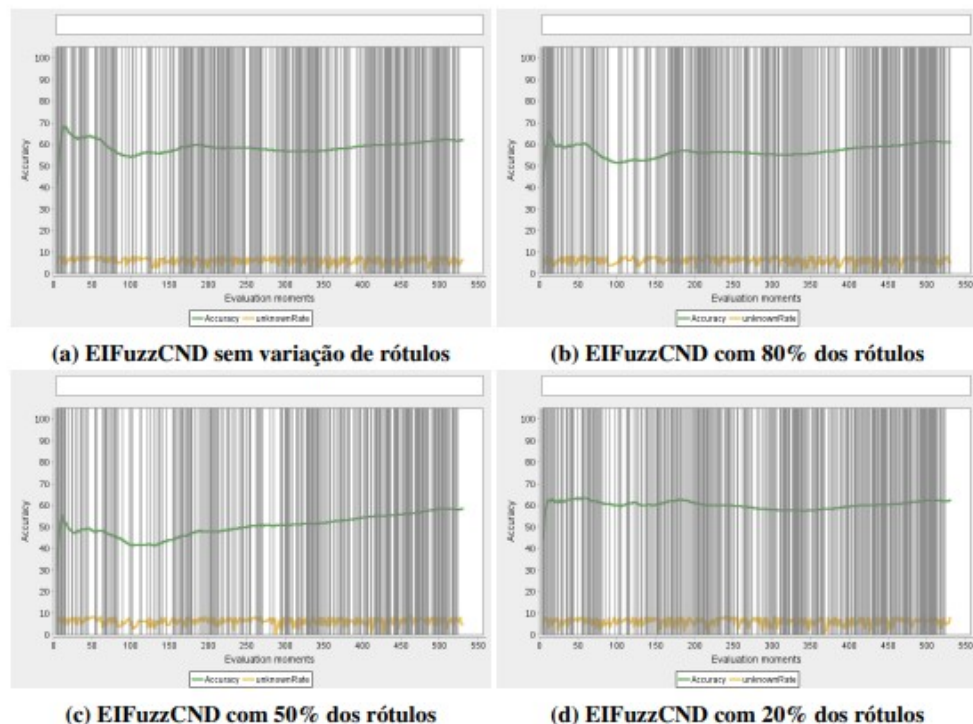 100
90
80
70
60
50
40
30
20
10
0
Accuracy
0 50 100 150 200 250 300 350 400 450 500 550
Evaluation moments
Accuracy unknownRate
(a) EIFuzzCND sem variação de rótulos
100
90
80
70
60
50
40
30
20
10
0
Accuracy
0 50 100 150 200 250 300 350 400 450 500 550
Evaluation moments
Accuracy unknownRate
(b) EIFuzzCND com 80% dos rótulos
100
90
80
70
60
50
40
30
20
10
0
Accuracy
0 50 100 150 200 250 300 350 400 450 500 550
Evaluation moments
Accuracy unknownRate
(c) EIFuzzCND com 50% dos rótulos
100
90
80
70
60
50
40
30
20
10
0
Accuracy
0 50 100 150 200 250 300 350 400 450 500 550
Evaluation moments
Accuracy unknownRate
(d) EIFuzzCND com 20% dos rótulos